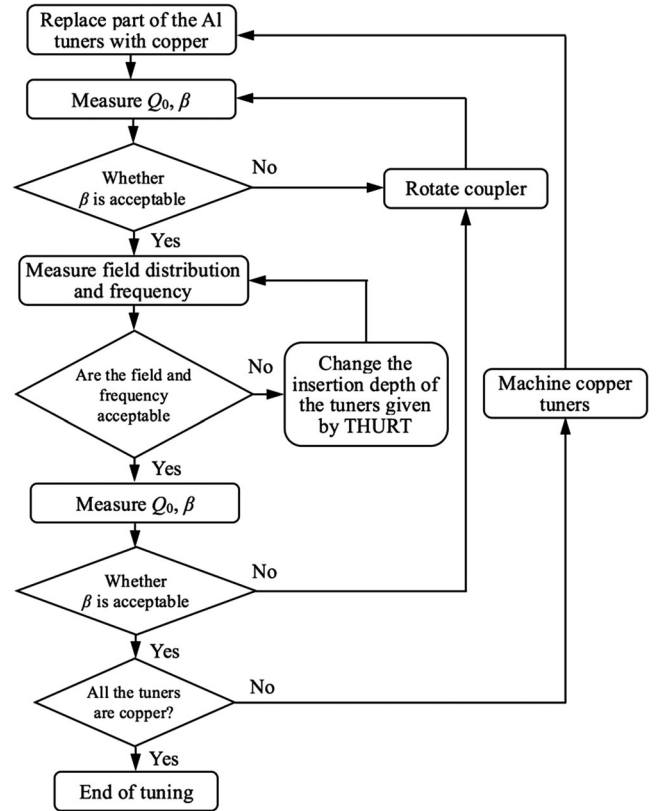 Replace part of the Al
tuners with copper
Measure Q₀, β
Whether
β is acceptable
No
Rotate coupler
Yes
Measure field distribution
and frequency
Are the field and
frequency
acceptable
No
Change the
insertion depth of
the tuners given
by THURT
Machine copper
tuners
Yes
Measure Q₀, β
Whether
β is acceptable
No
Yes
All the tuners
are copper?
No
Yes
End of tuning